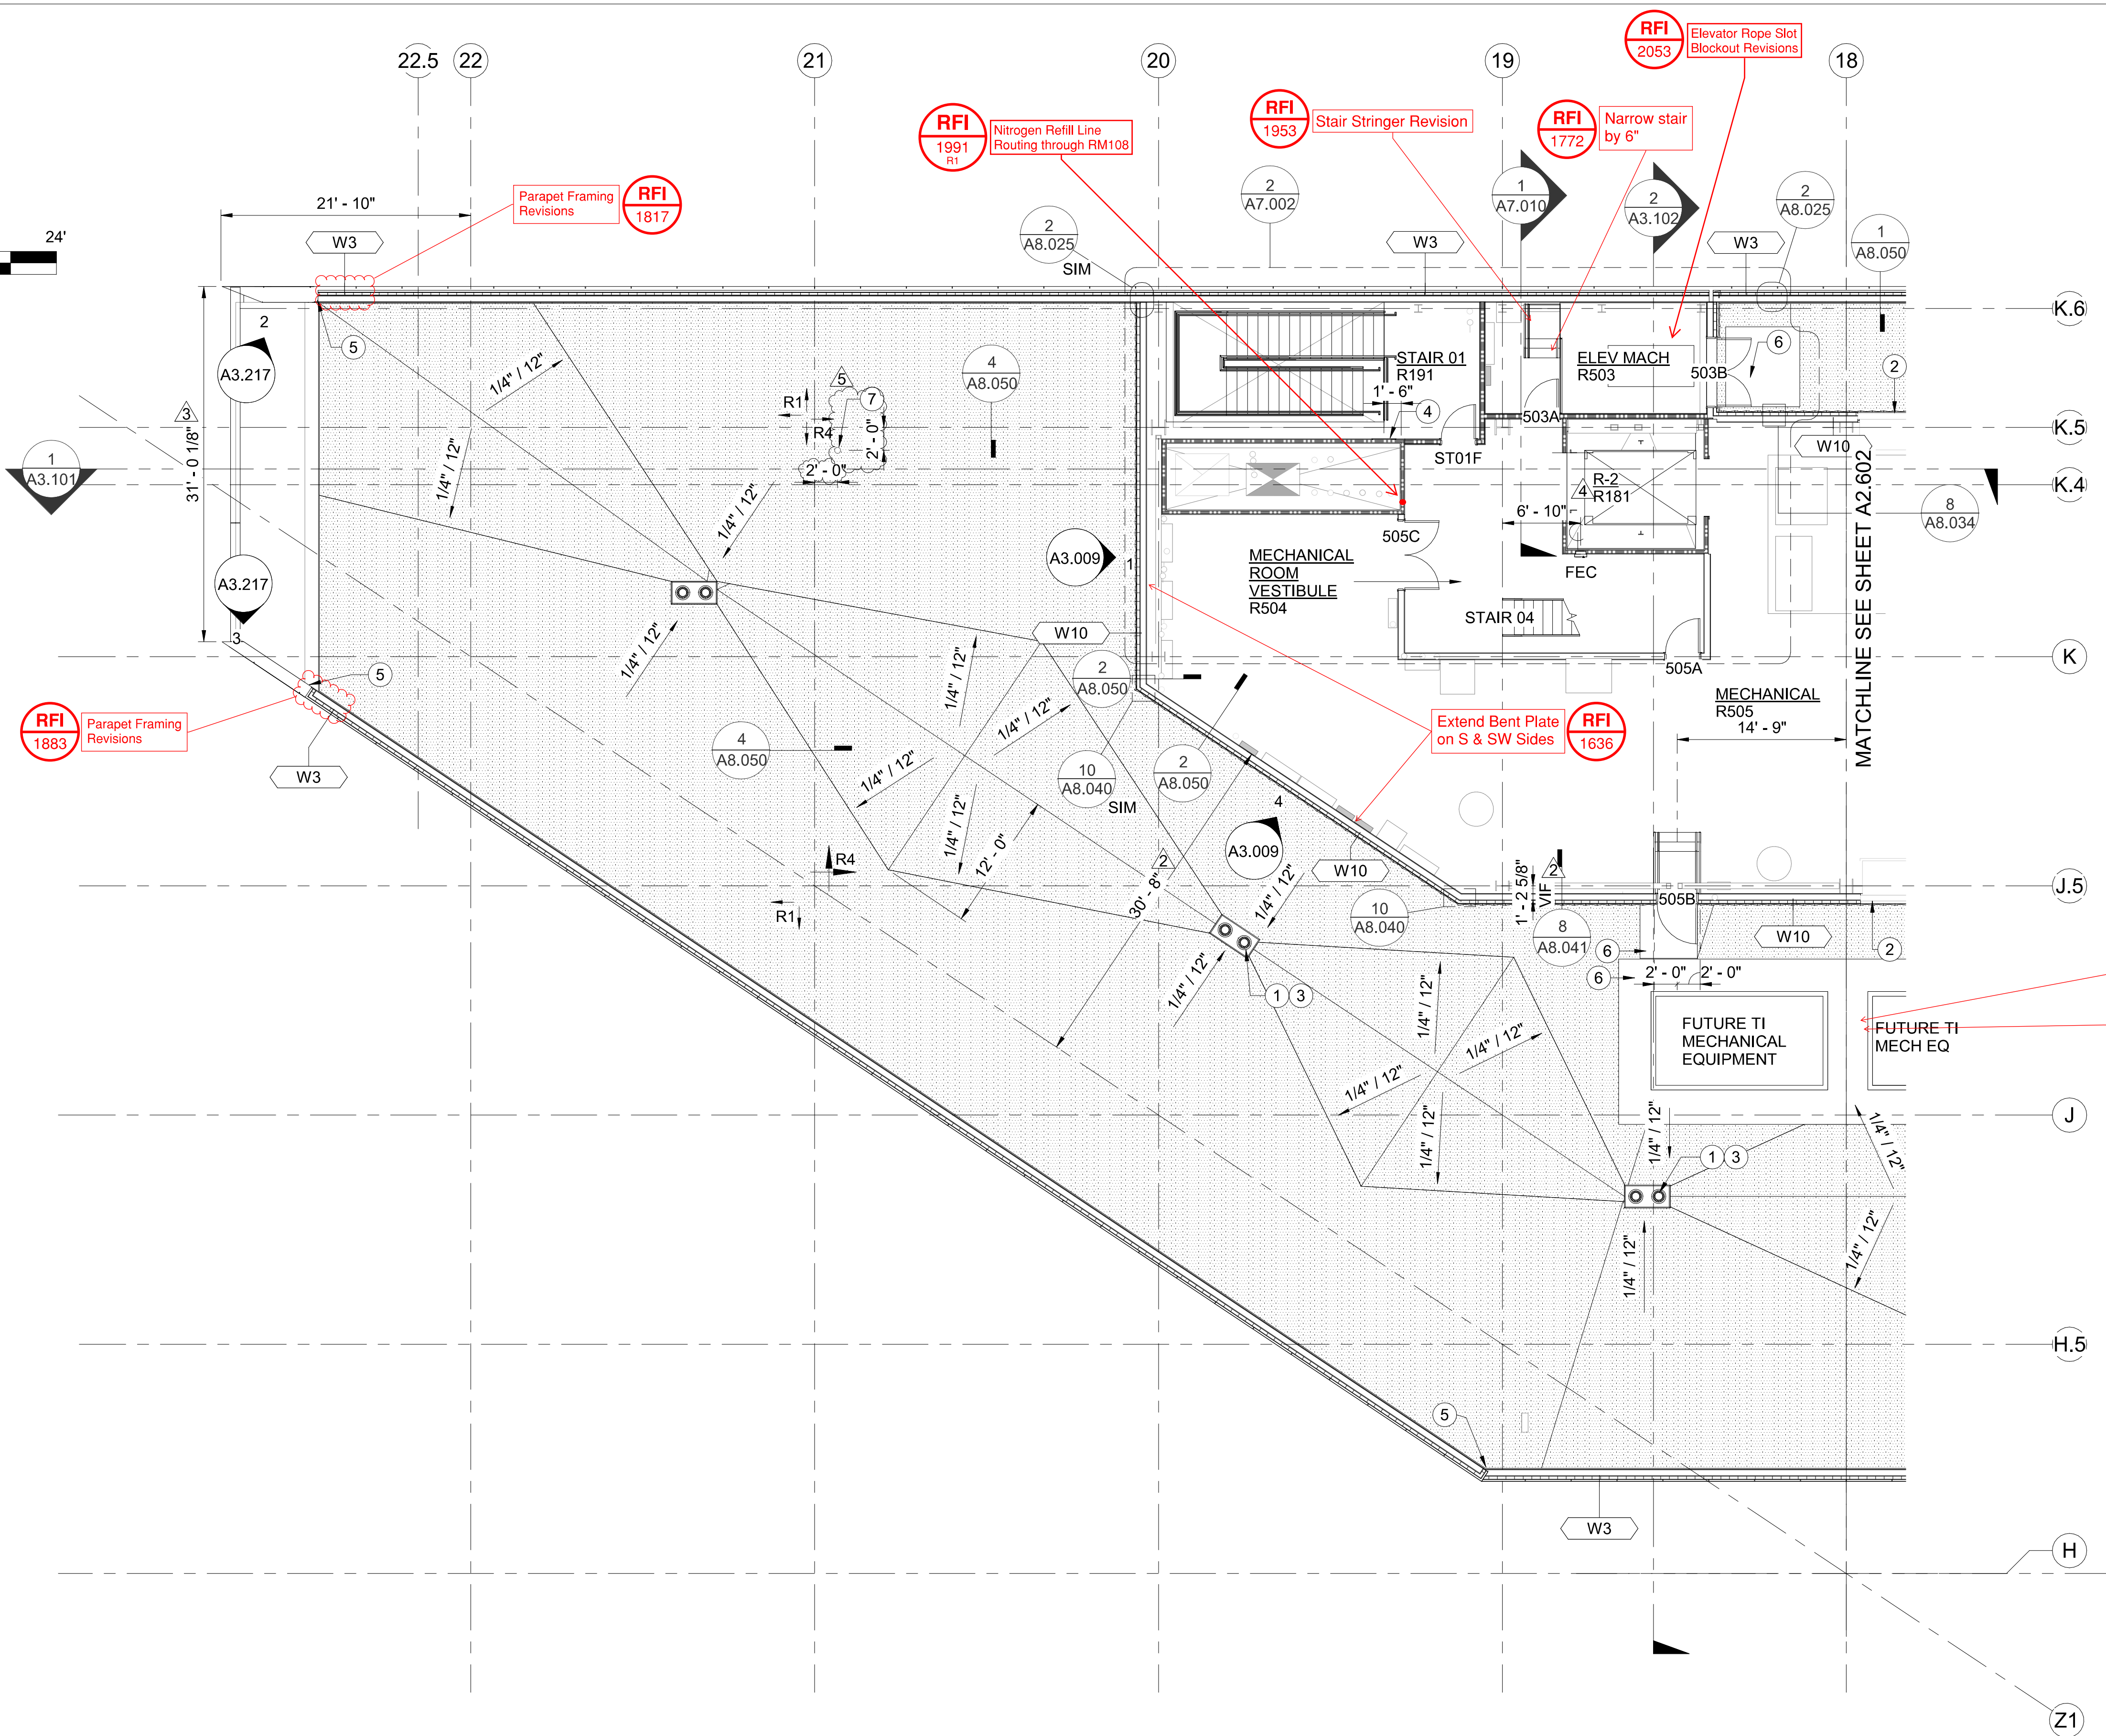 RFI
2053
Elevator Rope Slot
Blockout Revisions
22.5
22
21
20
19
18
RFI
1991
R1
Nitrogen Refill Line
Routing through RM108
RFI
1953
Stair Stringer Revision
RFI
1772
Narrow stair
by 6"
Parapet Framing
Revisions
RFI
1817
21' - 10"
24'
W3
2
A8.025
SIM
2
A7.002
W3
1
A7.010
2
A3.102
W3
2
A8.025
1
A8.050
K.6
2
A3.217
5
1/4" / 12"
4
A8.050
5
7
R1
R4
2' - 0"
2' - 0"
STAIR 01
R191
1' - 6"
4
ELEV MACH
R503
503B
503A
6
2
3
31' - 0 1/8"
1
A3.101
1/4" / 12"
1/4" / 12"
ST01F
W10
K.5
K.4
R-2
R181
4
6' - 10"
8
A8.034
A3.009
1
505C
MECHANICAL
ROOM
VESTIBULE
R504
FEC
A3.217
3
STAIR 04
505A
MATCHLINE SEE SHEET A2.602
K
W10
1/4" / 12"
1/4" / 12"
2
A8.050
5
RFI
1883
Parapet Framing
Revisions
W3
MECHANICAL
R505
14' - 9"
Extend Bent Plate
on S & SW Sides
RFI
1636
4
A8.050
1/4" / 12"
1/4" / 12"
10
A8.040
SIM
2
A8.050
4
A3.009
1/4" / 12"
12' - 0"
R4
R1
30' - 8"
2
W10
1/4" / 12"
10
A8.040
1' - 2 5/8"
VIF
2
8
A8.041
505B
W10
J.5
2
6
6
2' - 0"
2' - 0"
1/4" / 12"
1
3
1/4" / 12"
1/4" / 12"
1/4" / 12"
1/4" / 12"
FUTURE TI
MECHANICAL
EQUIPMENT
FUTURE TI
MECH EQ
J
1/4" / 12"
1
3
1/4" / 12"
1/4" / 12"
1/4" / 12"
H.5
5
W3
H
Z1